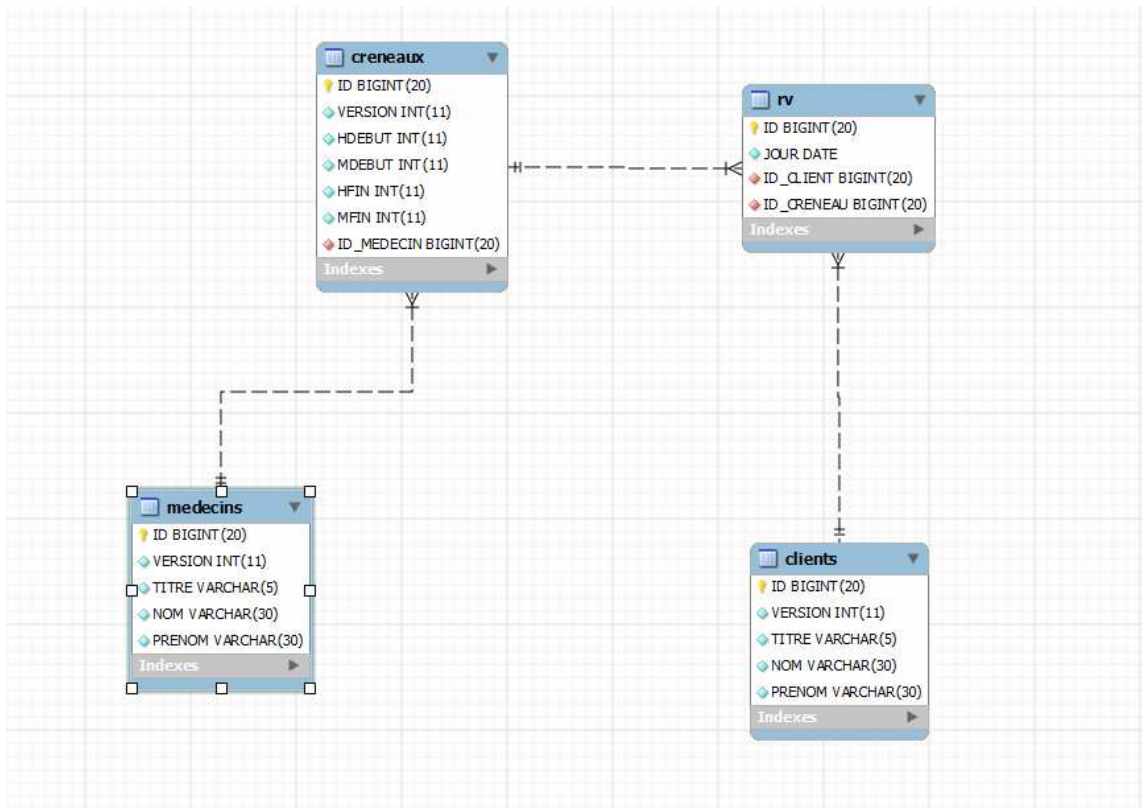 creneaux
ID BIGINT(20)
VERSION INT(11)
HDEBUT INT(11)
MDEBUT INT(11)
HFIN INT(11)
MFIN INT(11)
ID_MEDECIN BIGINT(20)
Indexes
rv
ID BIGINT(20)
JOUR DATE
ID_CLIENT BIGINT(20)
ID_CRENEAU BIGINT(20)
Indexes
medecins
ID BIGINT(20)
VERSION INT(11)
TITRE VARCHAR(5)
NOM VARCHAR(30)
PRENOM VARCHAR(30)
Indexes
clients
ID BIGINT(20)
VERSION INT(11)
TITRE VARCHAR(5)
NOM VARCHAR(30)
PRENOM VARCHAR(30)
Indexes